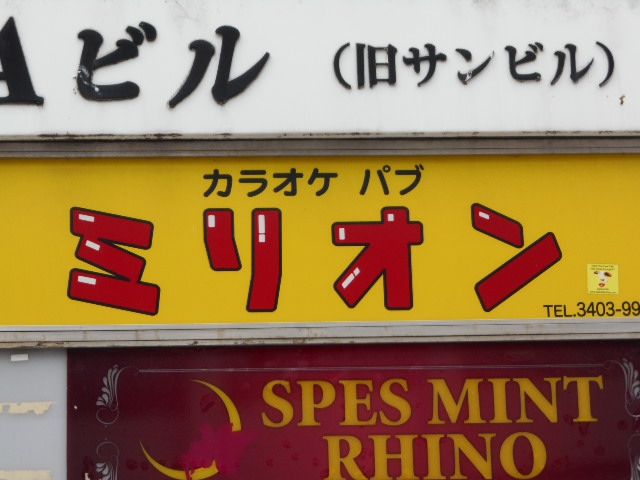 Aビル (旧サンビル)
カラオケ パブ
ミリオン
TEL.3403-99
SPES MINT
RHINO